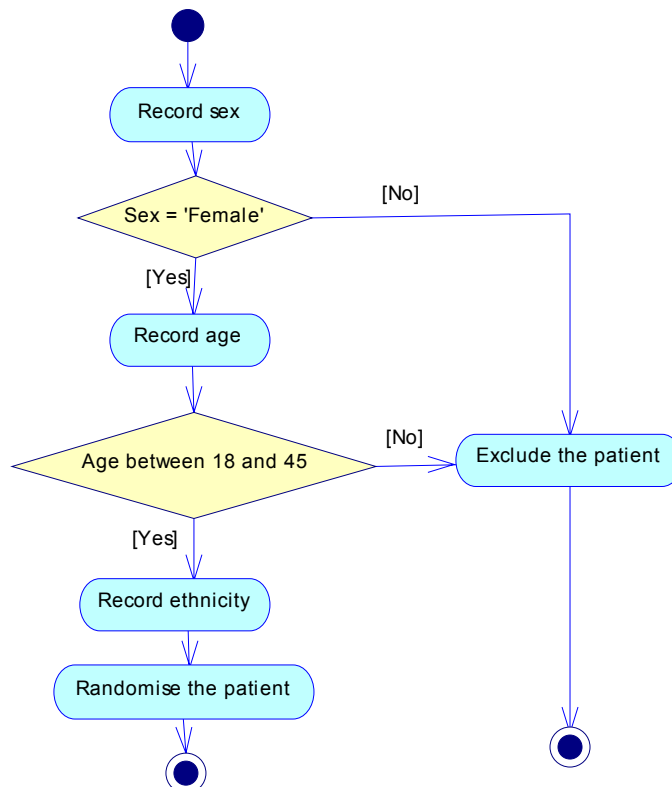 Record sex
[No]
Sex = 'Female'
[Yes]
Record age
[No]
Age between 18 and 45
Exclude the patient
[Yes]
Record ethnicity
Randomise the patient